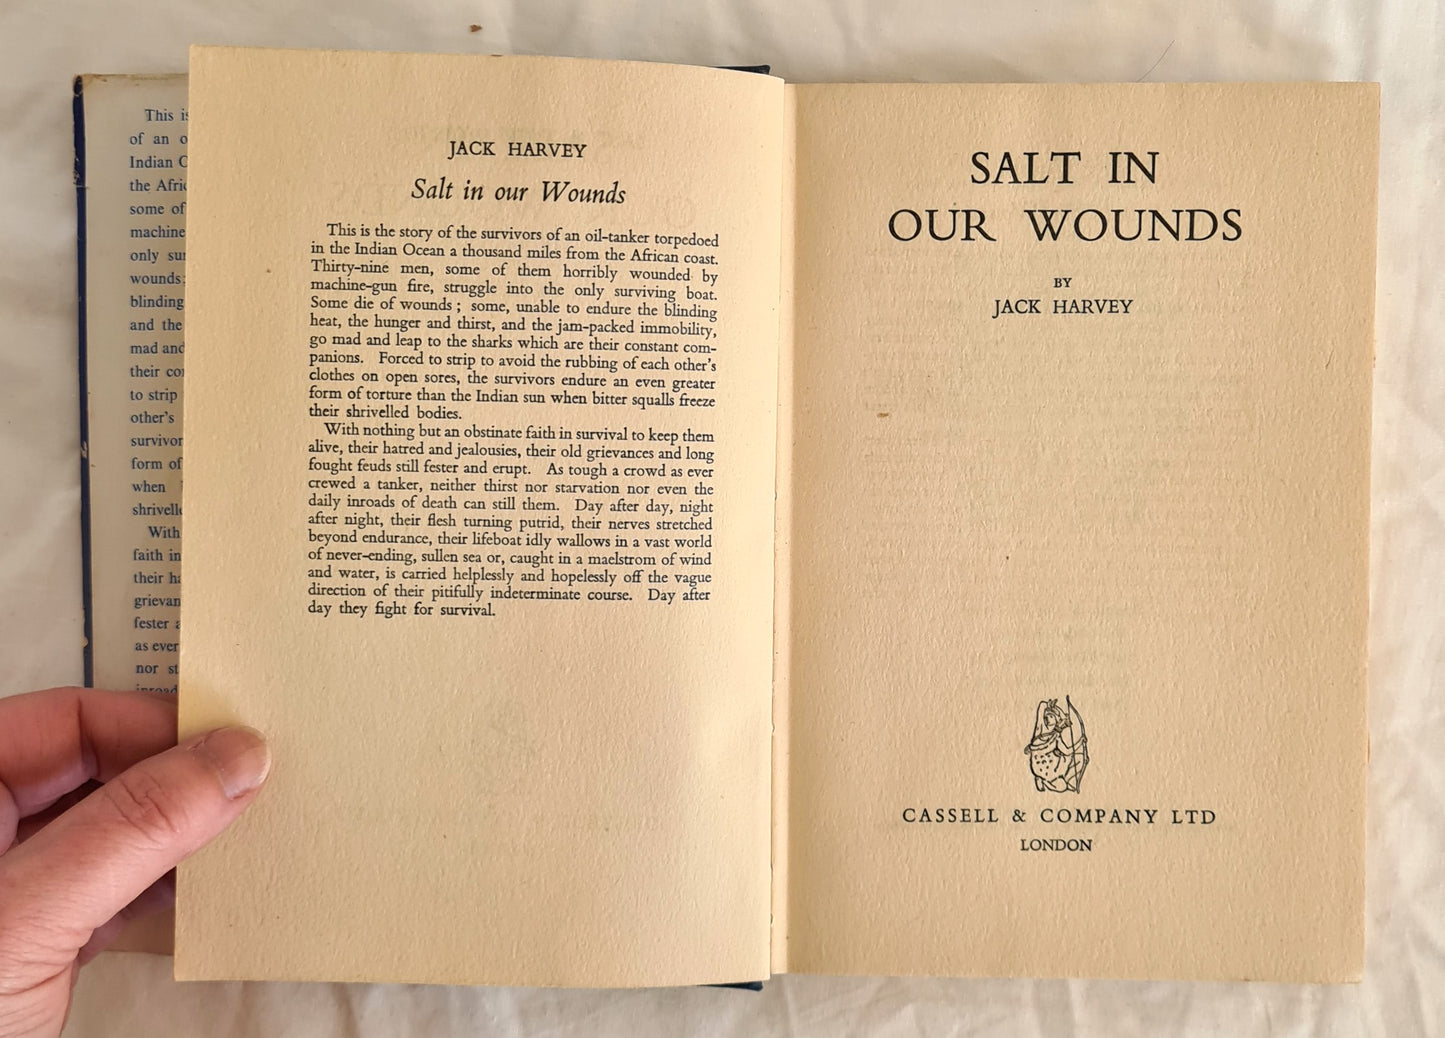 This is
of an o
Indian O
the Afric
some of
machine
only sur
wounds;
blinding
and the
mad and
their co
to strip
other's
survivor
form of
when
shrivelle
With
faith in
their ha
grievan
fester a
as ever
nor st
inroad
JACK HARVEY
Salt in our Wounds
This is the story of the survivors of an oil-tanker torpedoed
in the Indian Ocean a thousand miles from the African coast.
Thirty-nine men, some of them horribly wounded by
machine-gun fire, struggle into the only surviving boat.
Some die of wounds ; some, unable to endure the blinding
heat, the hunger and thirst, and the jam-packed immobility,
go mad and leap to the sharks which are their constant com-
panions. Forced to strip to avoid the rubbing of each other's
clothes on open sores, the survivors endure an even greater
form of torture than the Indian sun when bitter squalls freeze
their shrivelled bodies.
With nothing but an obstinate faith in survival to keep them
alive, their hatred and jealousies, their old grievances and long
fought feuds still fester and erupt. As tough a crowd as ever
crewed a tanker, neither thirst nor starvation nor even the
daily inroads of death can still them. Day after day, night
after night, their flesh turning putrid, their nerves stretched
beyond endurance, their lifeboat idly wallows in a vast world
of never-ending, sullen sea or, caught in a maelstrom of wind
and water, is carried helplessly and hopelessly off the vague
direction of their pitifully indeterminate course. Day after
day they fight for survival.
SALT IN
OUR WOUNDS
BY
JACK HARVEY
CASSELL & COMPANY LTD
LONDON